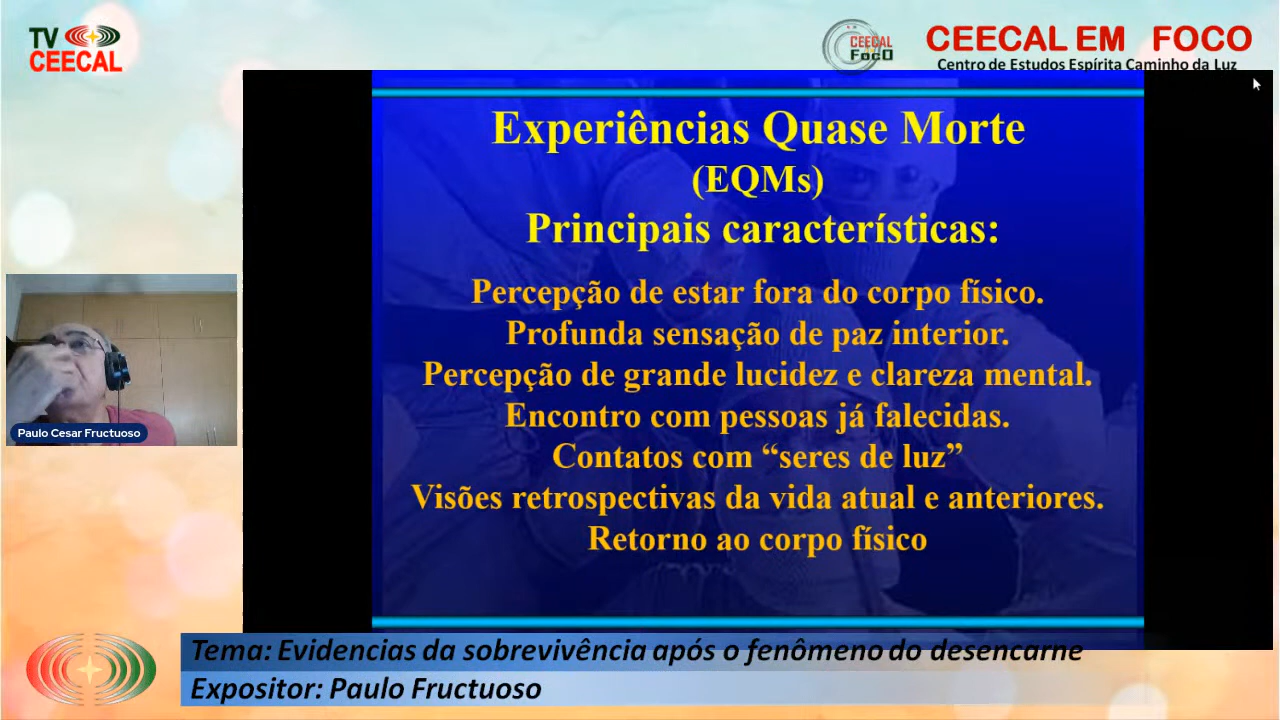 TV
CEECAL
CEECAL
FocO
CEECAL EM FOCO
Centro de Estudos Espírita Caminho da Luz
Experiências Quase Morte
(EQMs)
Principais características:
Percepção de estar fora do corpo físico.
Profunda sensação de paz interior.
Percepção de grande lucidez e clareza mental.
Encontro com pessoas já falecidas.
Contatos com “seres de luz”
Visões retrospectivas da vida atual e anteriores.
Retorno ao corpo físico
Paulo Cesar Fructuoso
Tema: Evidencias da sobrevivência após o fenômeno do desencarne
Expositor: Paulo Fructuoso